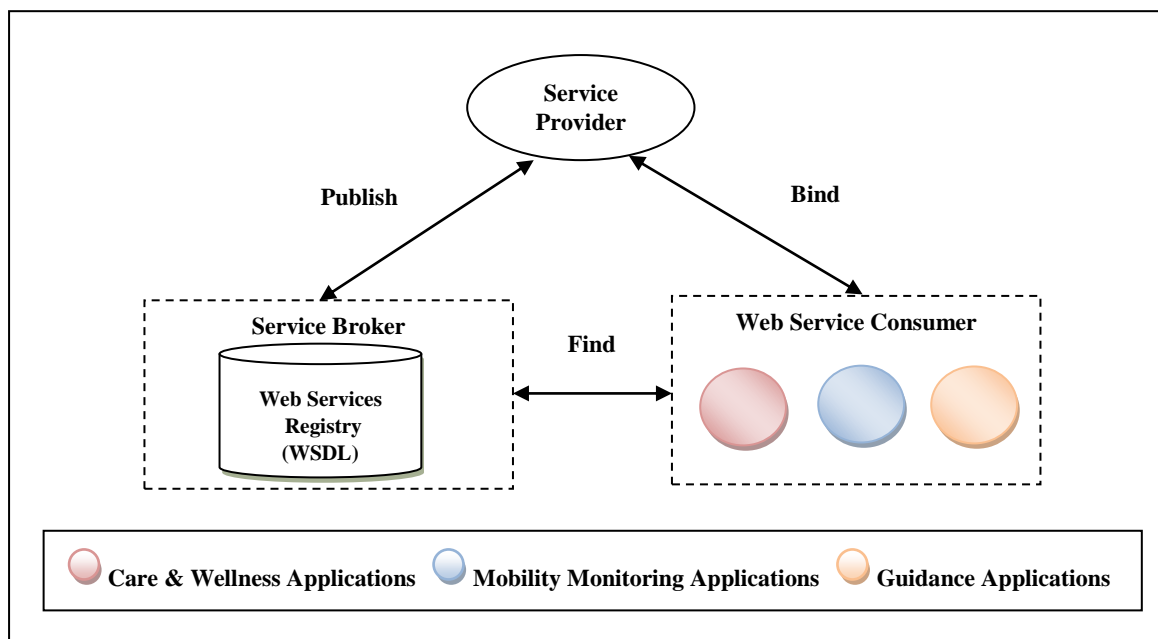 Service
Provider
Publish
Bind
Service Broker
Web Services
Registry
(WSDL)
Find
Web Service Consumer
Care & Wellness Applications
Mobility Monitoring Applications
Guidance Applications